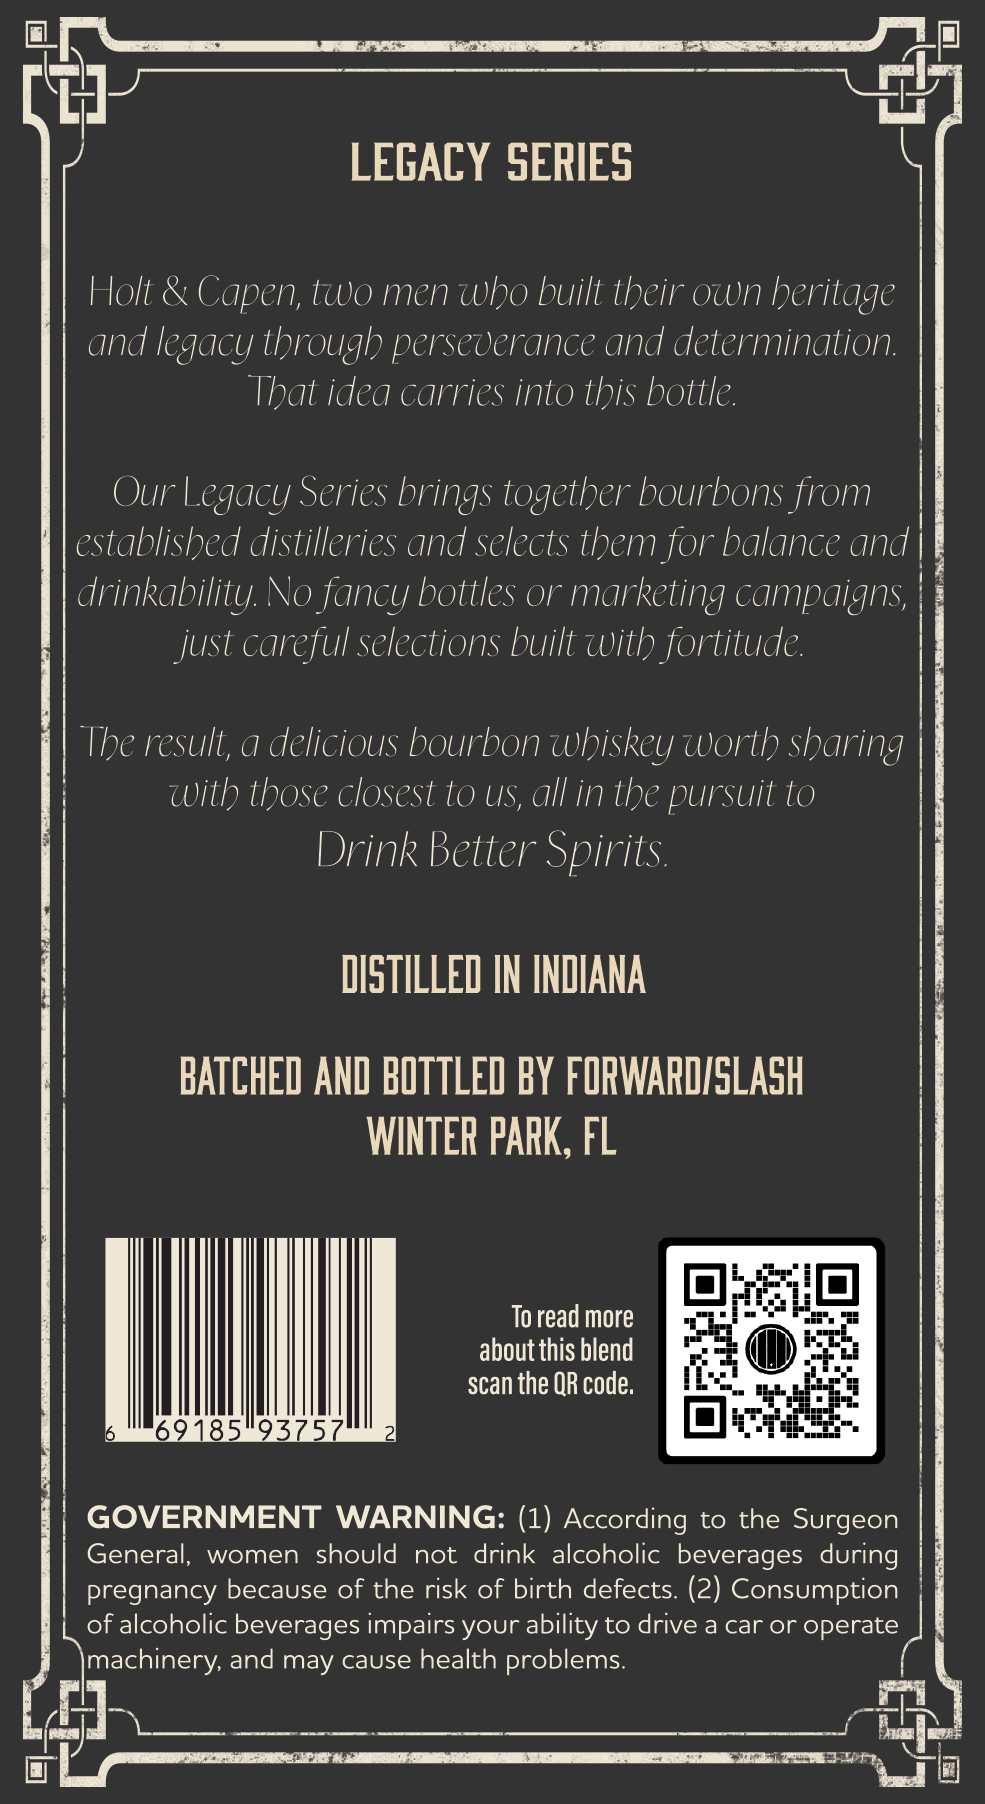 LEGACY SERIES
Holt & Capen, two men who built their own heritage
and legacy through perseverance and determination.
That idea carries into this bottle.
Our Legacy Series brings together bourbons from
established distilleries and selects them for balance and
drinkability. No fancy bottles or marketing campaigns,
just careful selections built with fortitude.
The result, a delicious bourbon whiskey worth sharing
with those closest to us, all in the pursuit to
Drink Better Spirits.
DISTILLED IN INDIANA
BATCHED AND BOTTLED BY FORWARD/SLASH
WINTER PARK, FL
To read more
about this blend
scan the QR code.
6 69185 93757 2
GOVERNMENT WARNING: (1) According to the Surgeon
General, women should not drink alcoholic beverages during
pregnancy because of the risk of birth defects. (2) Consumption
of alcoholic beverages impairs your ability to drive a car or operate
machinery, and may cause health problems.